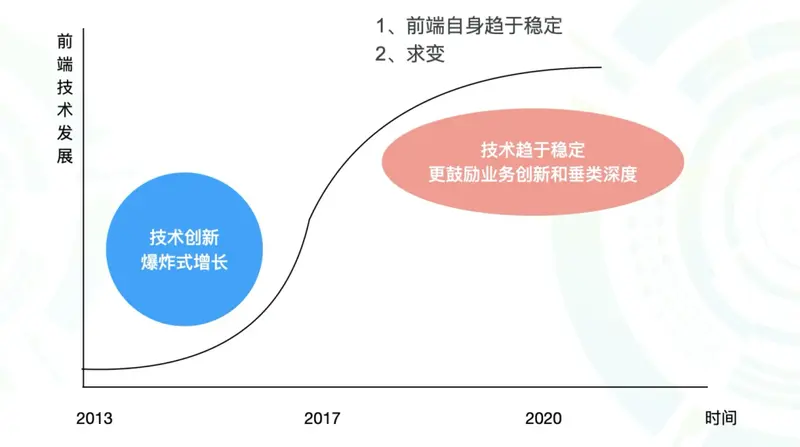 1、前端自身趋于稳定
2、求变
前端技术发展
技术趋于稳定
更鼓励业务创新和垂类深度
技术创新
爆炸式增长
2013
2017
2020
时间